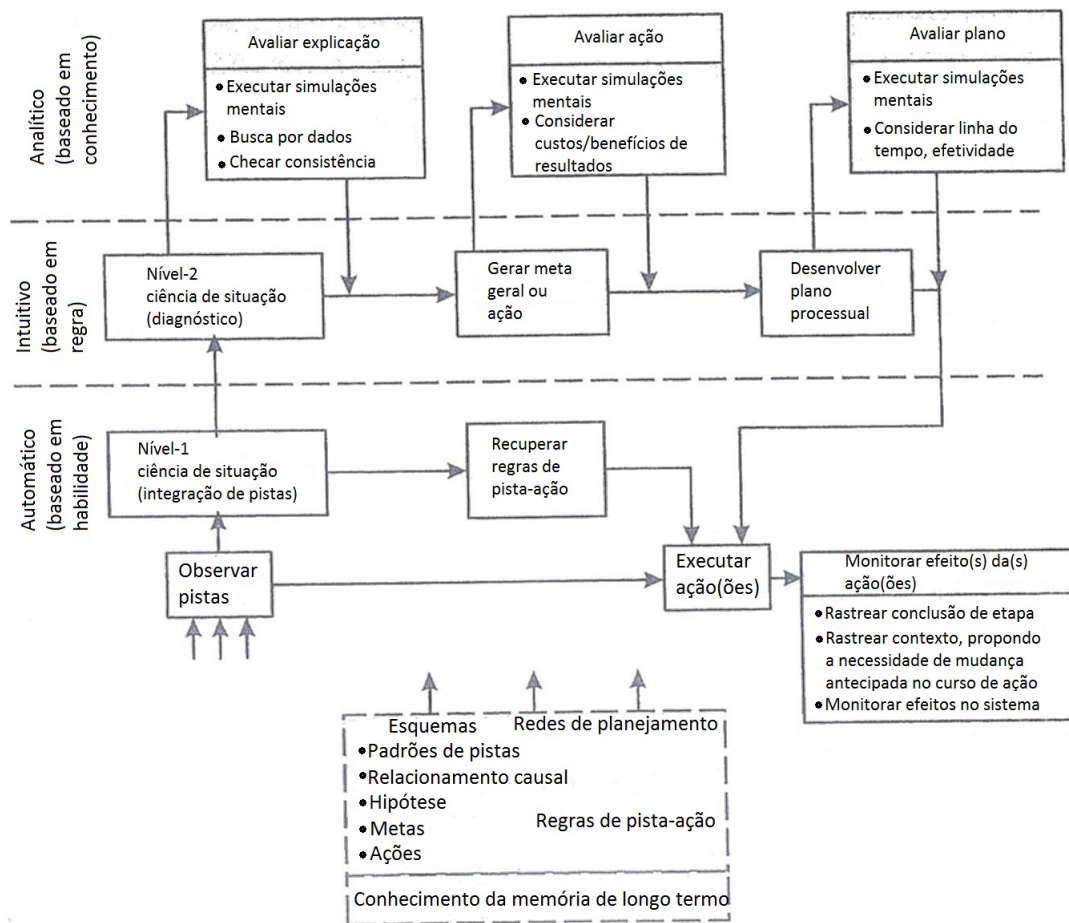 Analítico
(baseado em
conhecimento)
Avaliar explicação
• Executar simulações
mentais
• Busca por dados
• Checar consistência
Avaliar ação
• Executar simulações
mentais
• Considerar
custos/benefícios de
resultados
Avaliar plano
• Executar simulações
mentais
• Considerar linha do
tempo, efetividade
Intuitivo
(baseado em
regra)
Nível-2
ciência de situação
(diagnóstico)
Gerar meta
geral ou
ação
Desenvolver
plano
processual
Automático
(baseado em
habilidade)
Nível-1
ciência de situação
(integração de pistas)
Recuperar
regras de
pista-ação
Observar
pistas
Executar
ação(ões)
Monitorar efeito(s) da(s)
ação(ões)
• Rastrear conclusão de etapa
• Rastrear contexto, propondo
a necessidade de mudança
antecipada no curso de ação
• Monitorar efeitos no sistema
Esquemas
• Padrões de pistas
• Relacionamento causal
• Hipótese
• Metas
• Ações
Redes de planejamento
Regras de pista-ação
Conhecimento da memória de longo termo